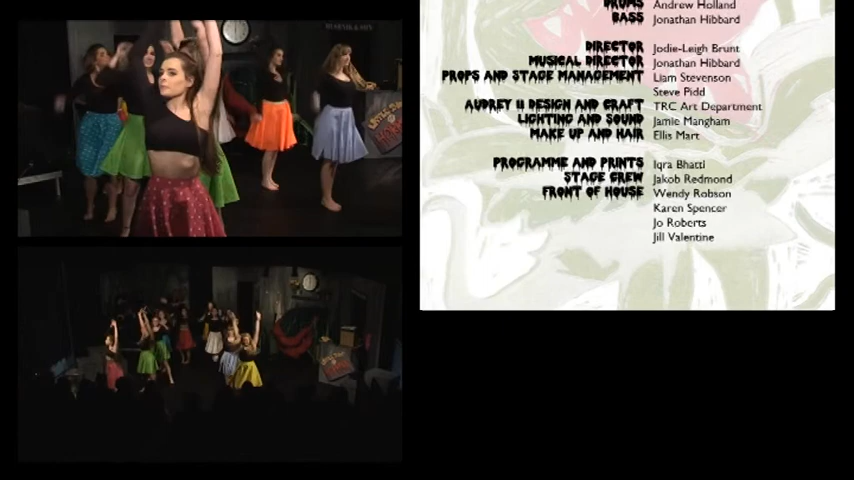 DRUMS Andrew Holland
BASS Jonathan Hibbard
DIRECTOR Jodie-Leigh Brunt
MUSICAL DIRECTOR Jonathan Hibbard
PROPS AND STAGE MANAGEMENT Liam Stevenson
Steve Pidd
AUDREY II DESIGN AND CRAFT TRC Art Department
LIGHTING AND SOUND Jamie Mangham
MAKE UP AND HAIR Ellis Mart
PROGRAMME AND PRINTS Iqra Bhatti
STAGE CREW Jakob Redmond
FRONT OF HOUSE Wendy Robson
Karen Spencer
Jo Roberts
Jill Valentine